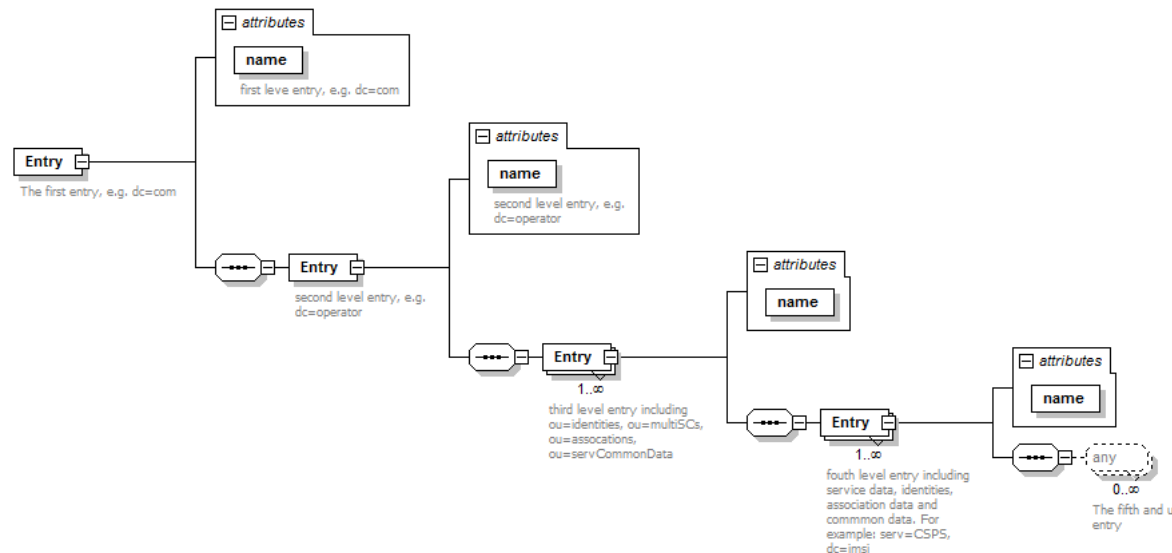 attributes
name
first leve entry, e.g. dc=com
Entry
The first entry, e.g. dc=com
attributes
name
second level entry, e.g.
dc=operator
Entry
second level entry, e.g.
dc=operator
attributes
name
Entry
1..∞
third level entry including
ou=identities, ou=multiSCs,
ou=assocations,
ou=servCommonData
attributes
name
Entry
1..∞
fouth level entry including
service data, identities,
association data and
commmon data. For
example: serv=CSPS,
dc=imsi
any
0..∞
The fifth and u
entry